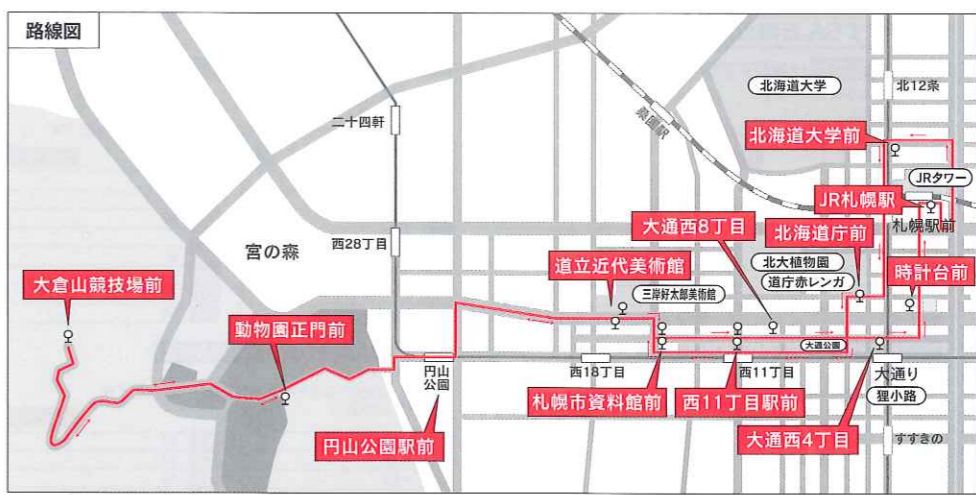 路線図
北海道大学
北12条
二十四軒
桑園駅
北海道大学前
JRタワー
JR札幌駅
札幌駅前
西28丁目
宮の森
大通西8丁目
北海道庁前
道立近代美術館
北大植物園
時計台前
大倉山競技場前
三岸好太郎美術館
道庁赤レンガ
動物園正門前
大通公園
円山
公園
西18丁目
西11丁目
大通り
狸小路
札幌市資料館前
西11丁目駅前
円山公園駅前
大通西4丁目
すすきの